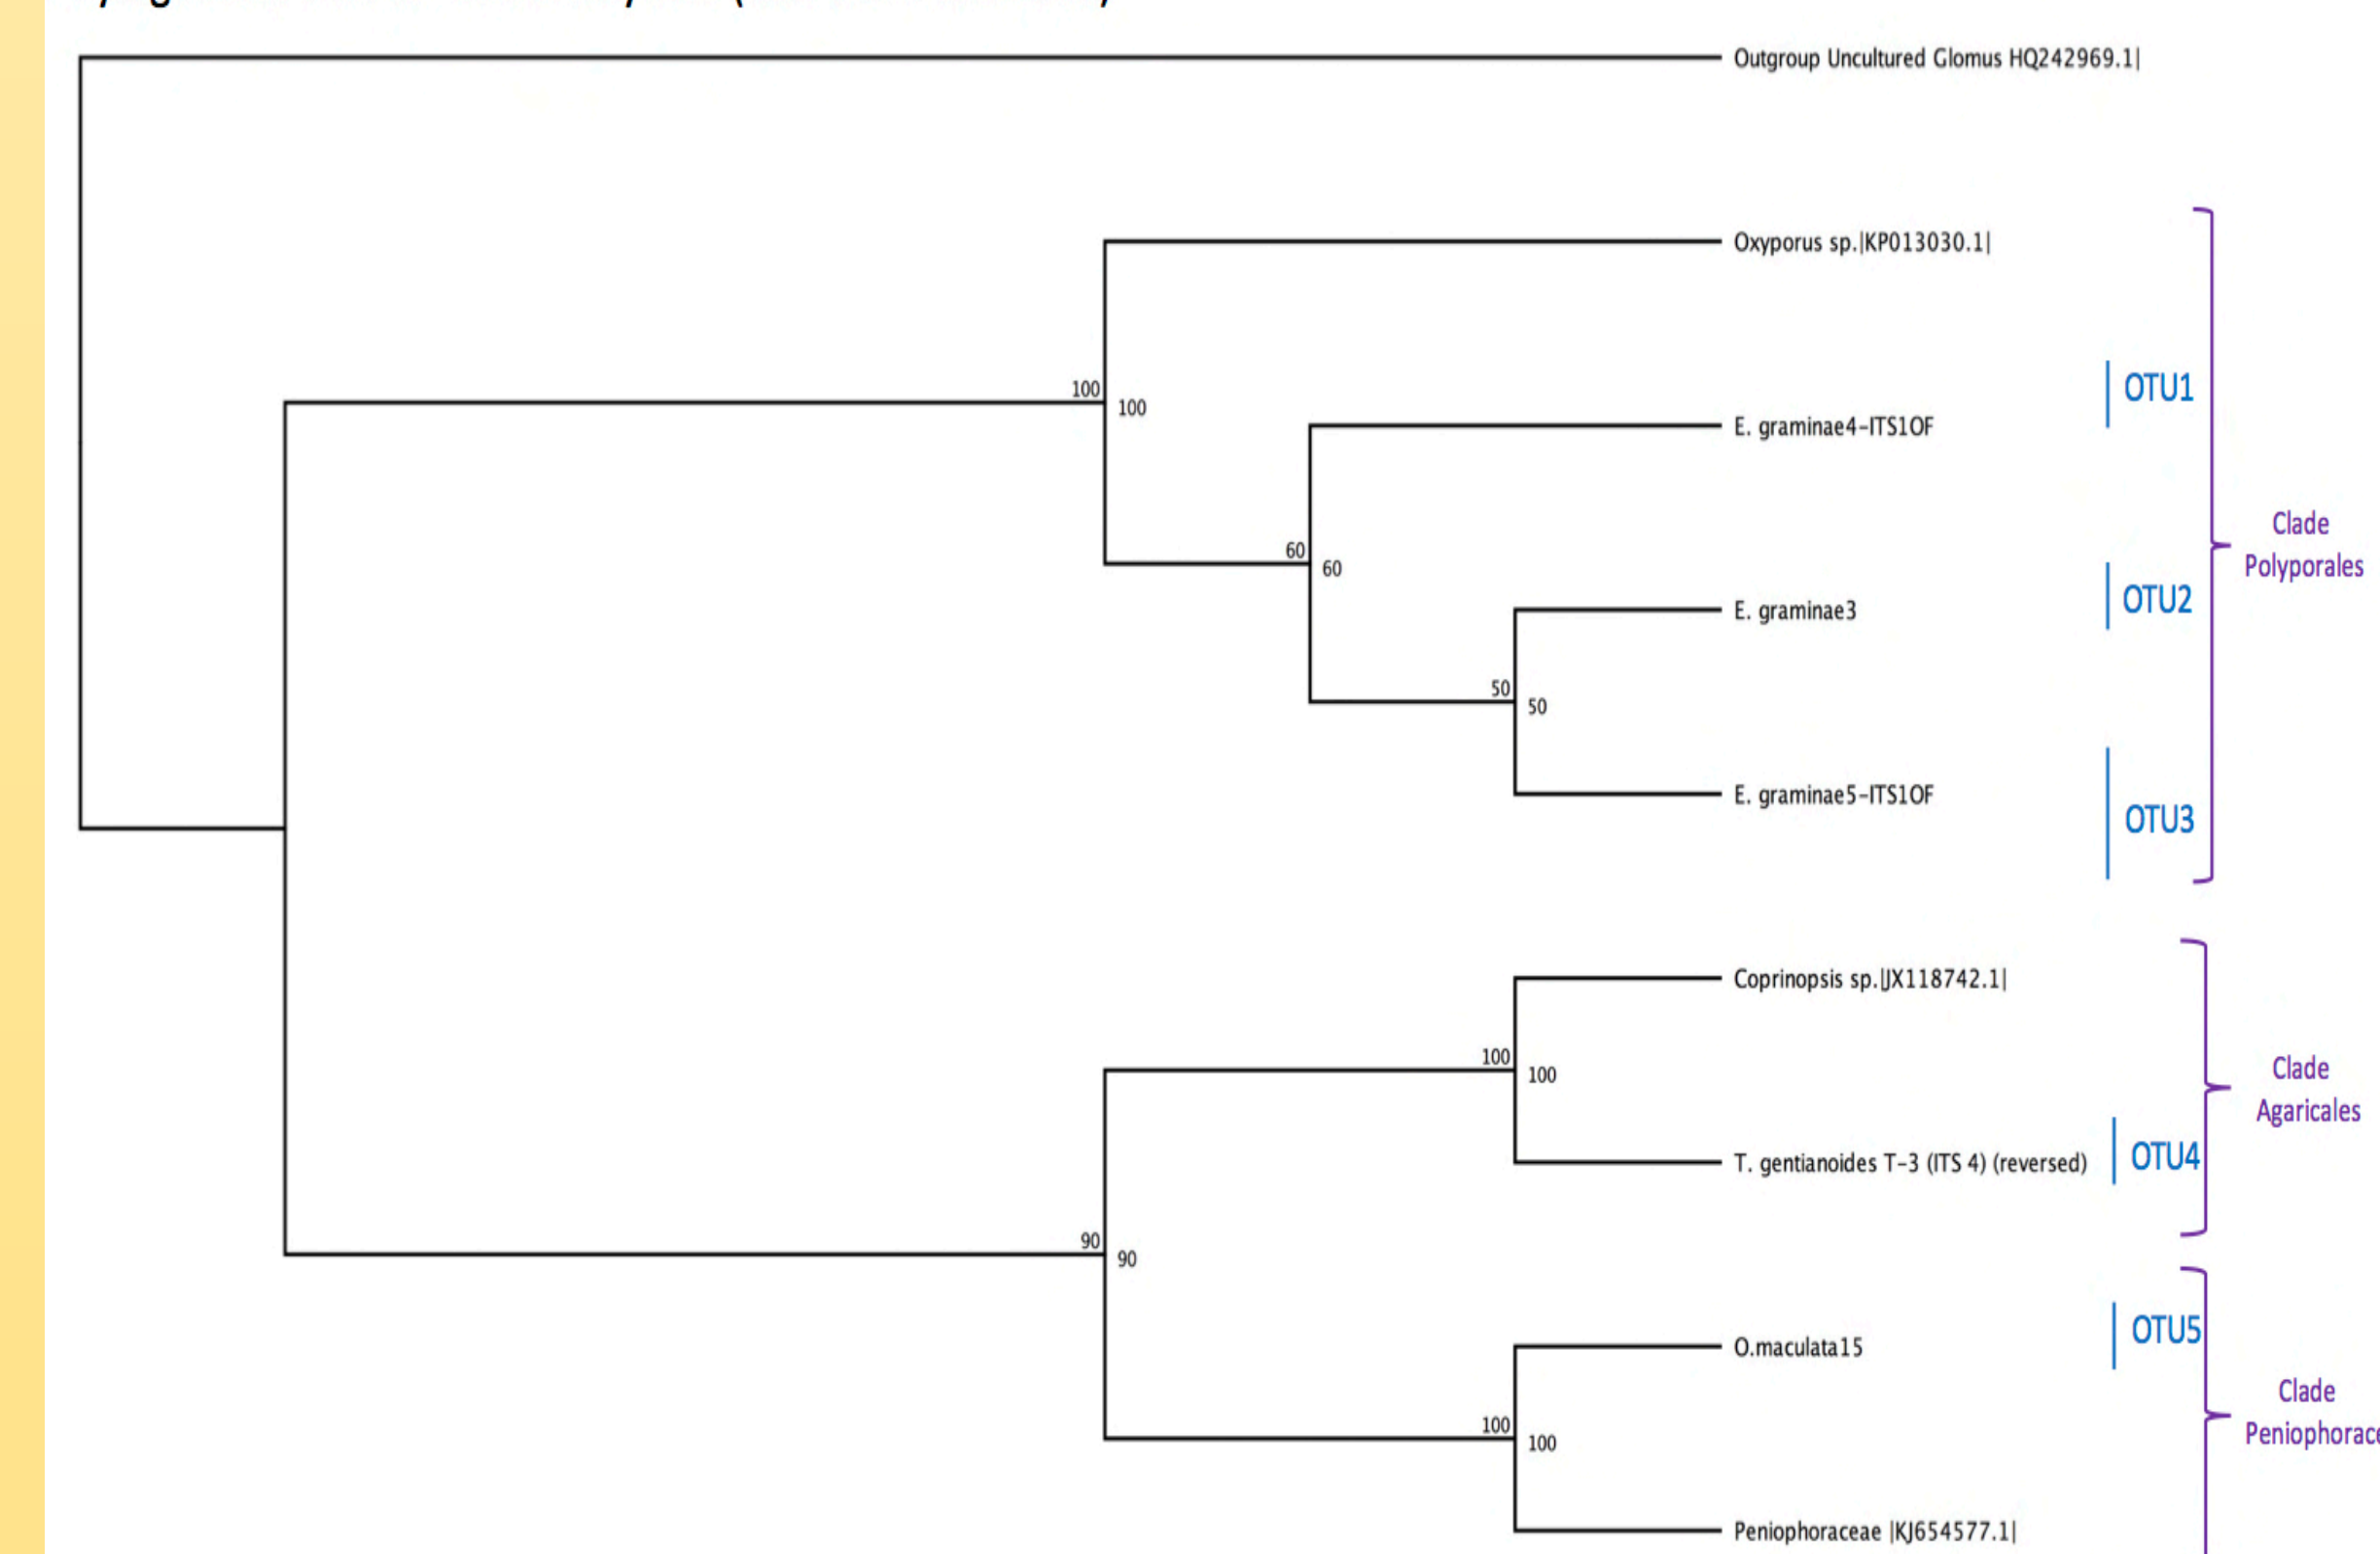 Outgroup Uncultured Glomus HQ242969.1|
Oxyporus sp.|KP013030.1|
OTU1
100
100
E. graminae4-ITS1OF
Clade
Polyporales
60
60
OTU2
E. graminae3
50
50
E. graminae5-ITS1OF
OTU3
Coprinopsis sp.|JX118742.1|
100
100
Clade
Agaricales
T. gentianoides T-3 (ITS 4) (reversed)
OTU4
90
90
OTU5
O.maculata15
Clade
Peniophorac
100
100
Peniophoraceae |KJ654577.1|